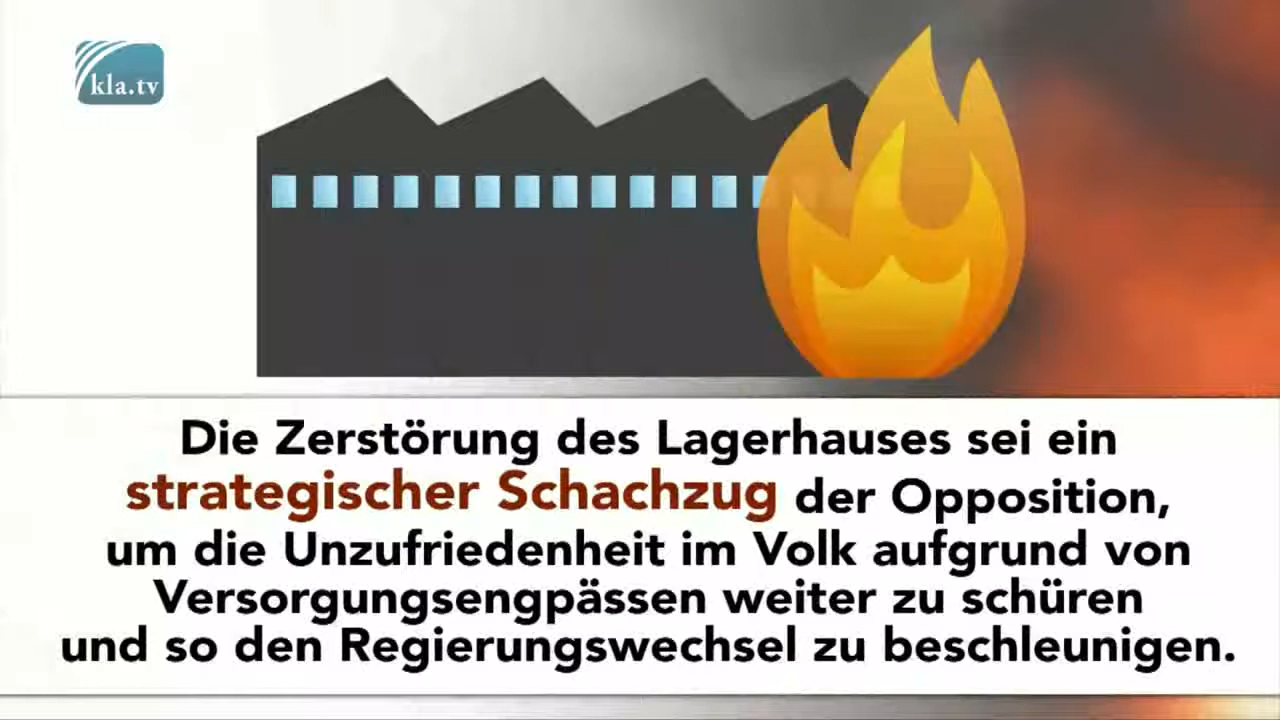 kla.tv
Die Zerstörung des Lagerhauses sei ein
strategischer Schachzug der Opposition,
um die Unzufriedenheit im Volk aufgrund von
Versorgungsengpässen weiter zu schüren
und so den Regierungswechsel zu beschleunigen.